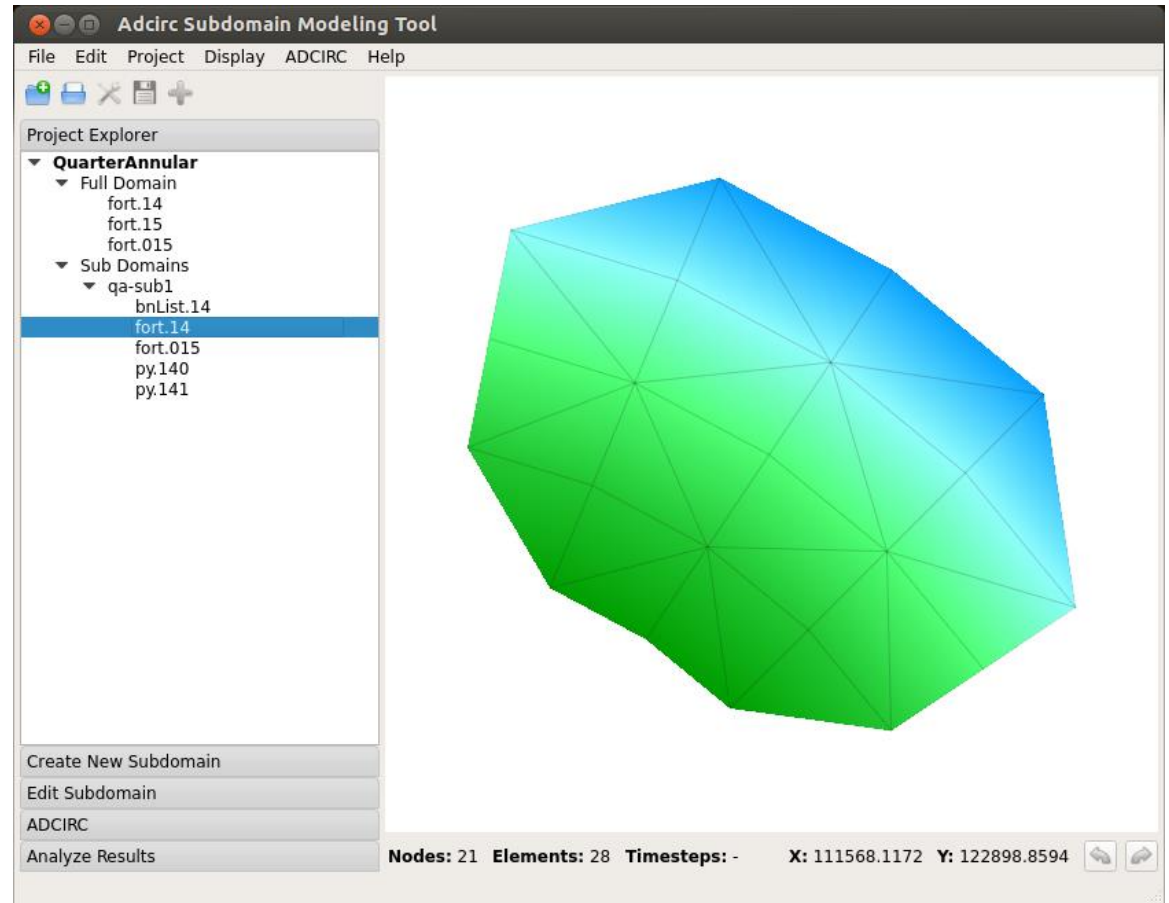 Adcirc Subdomain Modeling Tool
File Edit Project Display ADCIRC Help
Project Explorer
QuarterAnnular
Full Domain
fort.14
fort.15
fort.015
Sub Domains
qa-sub1
bnList.14
fort.14
fort.015
py.140
py.141
Create New Subdomain
Edit Subdomain
ADCIRC
Analyze Results
Nodes: 21 Elements: 28 Timesteps: - X: 111568.1172 Y: 122898.8594